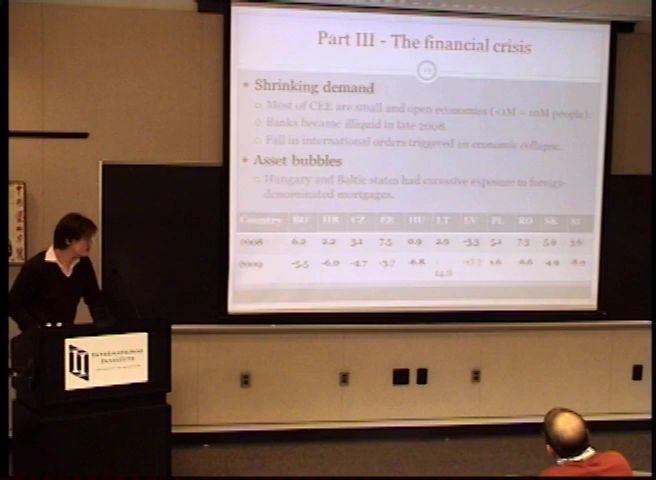 Part III - The financial crisis
Shrinking demand
Most of CEE are small and open economies (<1M – 10M people).
Banks became illiquid in late 2008.
Fall in international orders triggered an economic collapse.
Asset bubbles
Hungary and Baltic states had excessive exposure to foreign-
denominated mortgages.
Country BG HR CZ EE HU LT LV PL RO SK SI
2008 6.2 2.2 3.1 7.5 0.9 2.9 -3.3 5.1 7.3 5.9 3.6
2009 -5.5 -6.0 -4.7 -3.7 -6.8 -
14.8 -17.7 1.6 -6.6 -4.9 -8.0
International
Institute